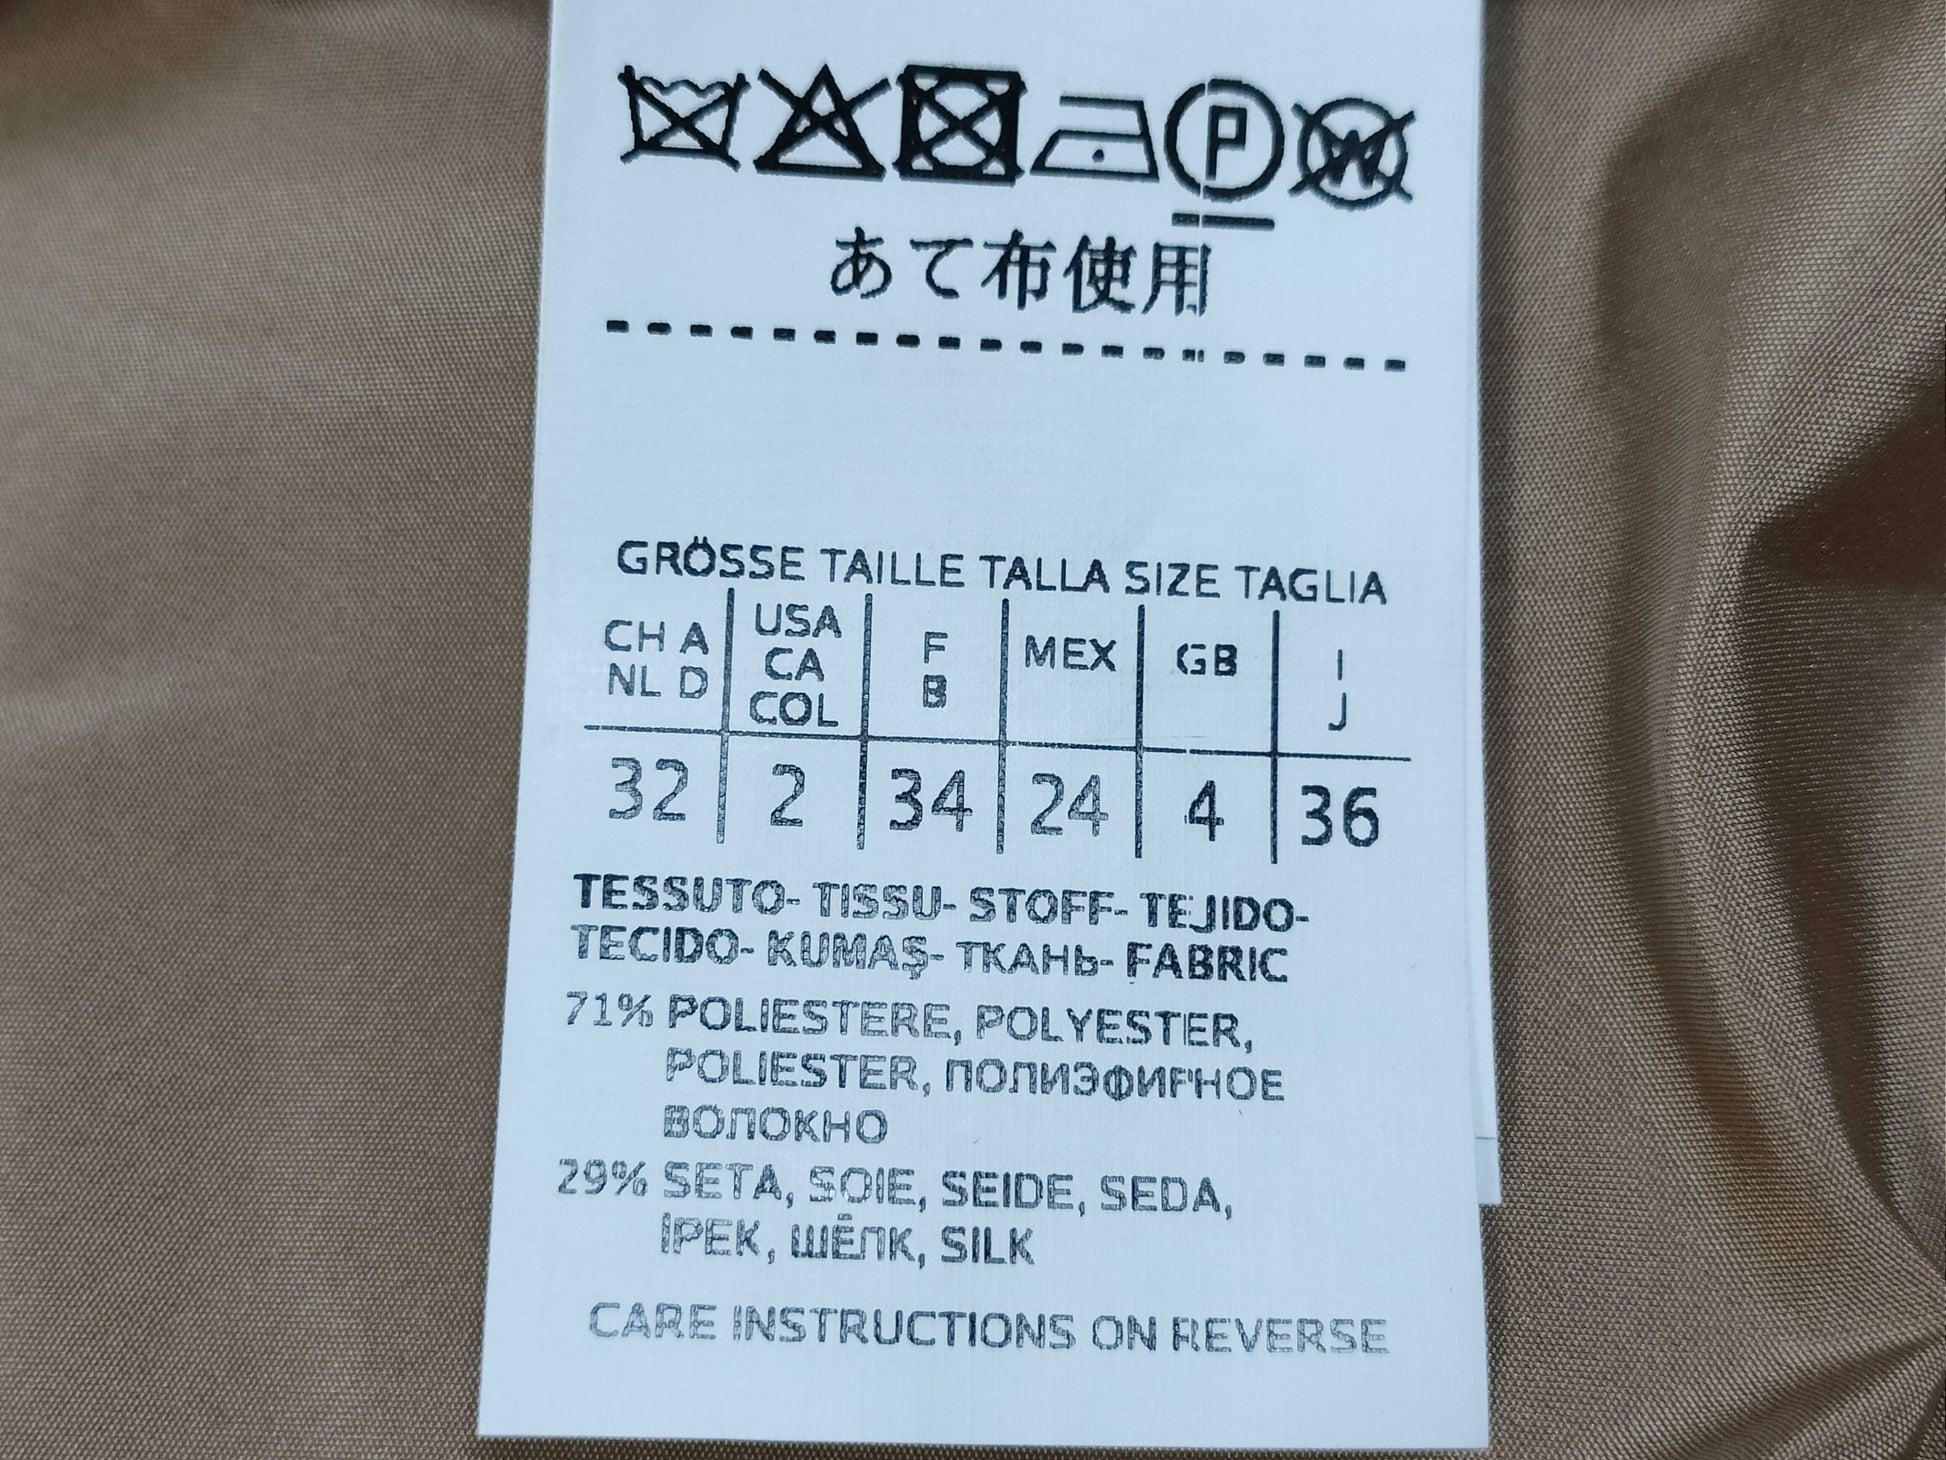 P W
あて布使用
GRÖSSE TAILLE TALLA SIZE TAGLIA
CH A USA F MEX GB I
NL D CA B J
COL
32 2 34 24 4 36
TESSUTO- TISSU- STOFF- TEJIDO-
TECIDO- KUMAŞ- ТКАНЬ- FABRIC
71% POLIESTERE, POLYESTER,
POLIESTER, ПОЛИЭФИРНОЕ
ВОЛОКНО
29% SETA, SOIE, SEIDE, SEDA,
İPEK, ШЁЛК, SILK
CARE INSTRUCTIONS ON REVERSE